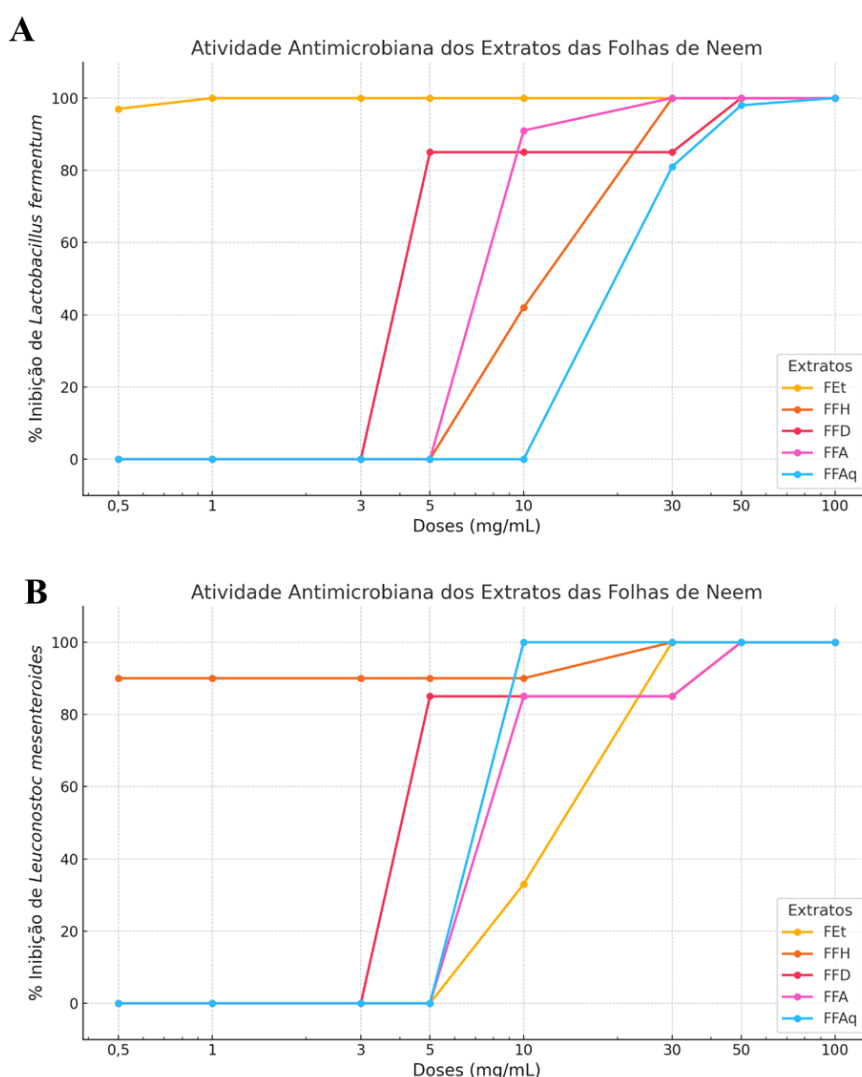 A
Atividade Antimicrobiana dos Extratos das Folhas de Neem
% Inibição de Lactobacillus fermentum
100
80
60
40
20
0
Extratos
FEt
FFH
FFD
FFA
FFAq
0,5 1 3 5 10 30 50 100
Doses (mg/mL)
B
Atividade Antimicrobiana dos Extratos das Folhas de Neem
% Inibição de Leuconostoc mesenteroides
100
80
60
40
20
0
Extratos
FEt
FFH
FFD
FFA
FFAq
0,5 1 3 5 10 30 50 100
Doses (mg/mL)